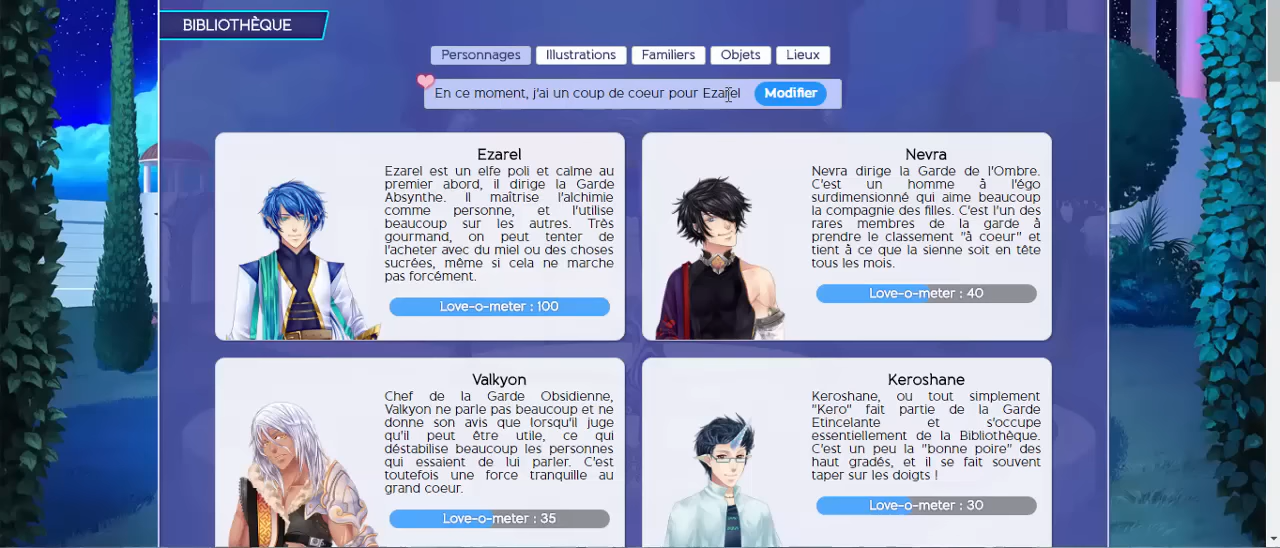 BIBLIOTHÈQUE
Personnages Illustrations Familiers Objets Lieux
En ce moment, j'ai un coup de coeur pour Ezarel Modifier
Ezarel
Ezarel est un elfe poli et calme au
premier abord, il dirige la Garde
Absynthe. Il maîtrise l'alchimie
comme personne, et l'utilise
beaucoup sur les autres. Très
gourmand, on peut tenter de
l'acheter avec du miel ou des choses
sucrées, même si cela ne marche
pas forcément.
Love-o-meter : 100
Nevra
Nevra dirige la Garde de l'Ombre.
C'est un homme à l'égo
surdimensionné qui aime beaucoup
la compagnie des filles. C'est l'un des
rares membres de la garde à
prendre le classement "à coeur" et
tient à ce que la sienne soit en tête
tous les mois.
Love-o-meter : 40
Valkyon
Chef de la Garde Obsidienne,
Valkyon ne parle pas beaucoup et ne
donne son avis que lorsqu'il juge
qu'il peut être utile, ce qui
déstabilise beaucoup les personnes
qui essaient de lui parler. C'est
toutefois une force tranquille au
grand coeur.
Love-o-meter : 35
Keroshane
Keroshane, ou tout simplement
"Kero" fait partie de la Garde
Etincelante et s'occupe
essentiellement de la Bibliothèque.
C'est un peu la "bonne poire" des
haut gradés, et il se fait souvent
taper sur les doigts !
Love-o-meter : 30